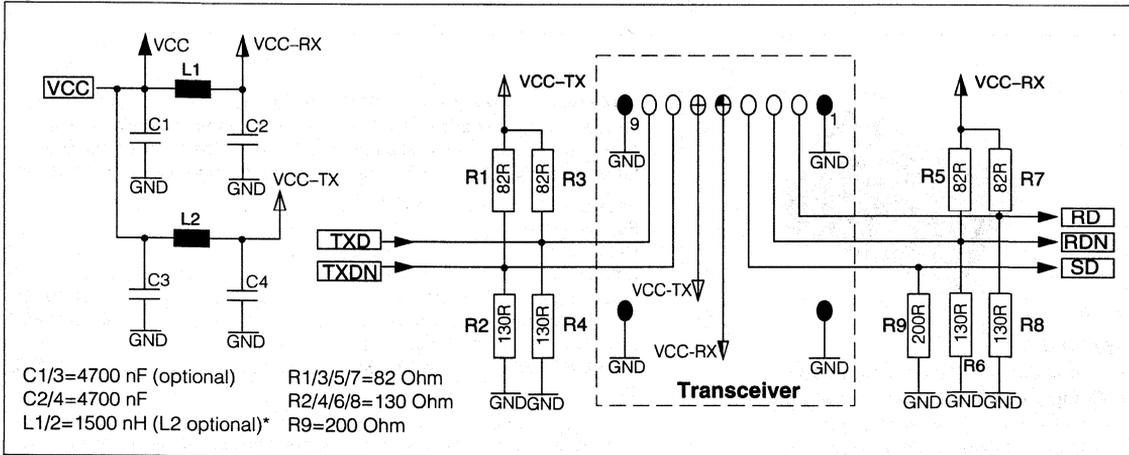 VCC
VCC-RX
L1
VCC
C1
C2
GND
GND
VCC-TX
L2
C3
C4
GND
GND
C1/3=4700 nF (optional)
C2/4=4700 nF
L1/2=1500 nH (L2 optional)*
R1/3/5/7=82 Ohm
R2/4/6/8=130 Ohm
R9=200 Ohm
VCC-TX
R1
82R
82R
R3
TXD
TXDN
R2
130R
130R
R4
GND
GND
9
1
GND
GND
VCC-TX
VCC-RX
GND
GND
Transceiver
VCC-RX
R5
82R
82R
R7
RD
RDN
SD
R9
200R
130R
130R
R8
R6
GND
GND
GND